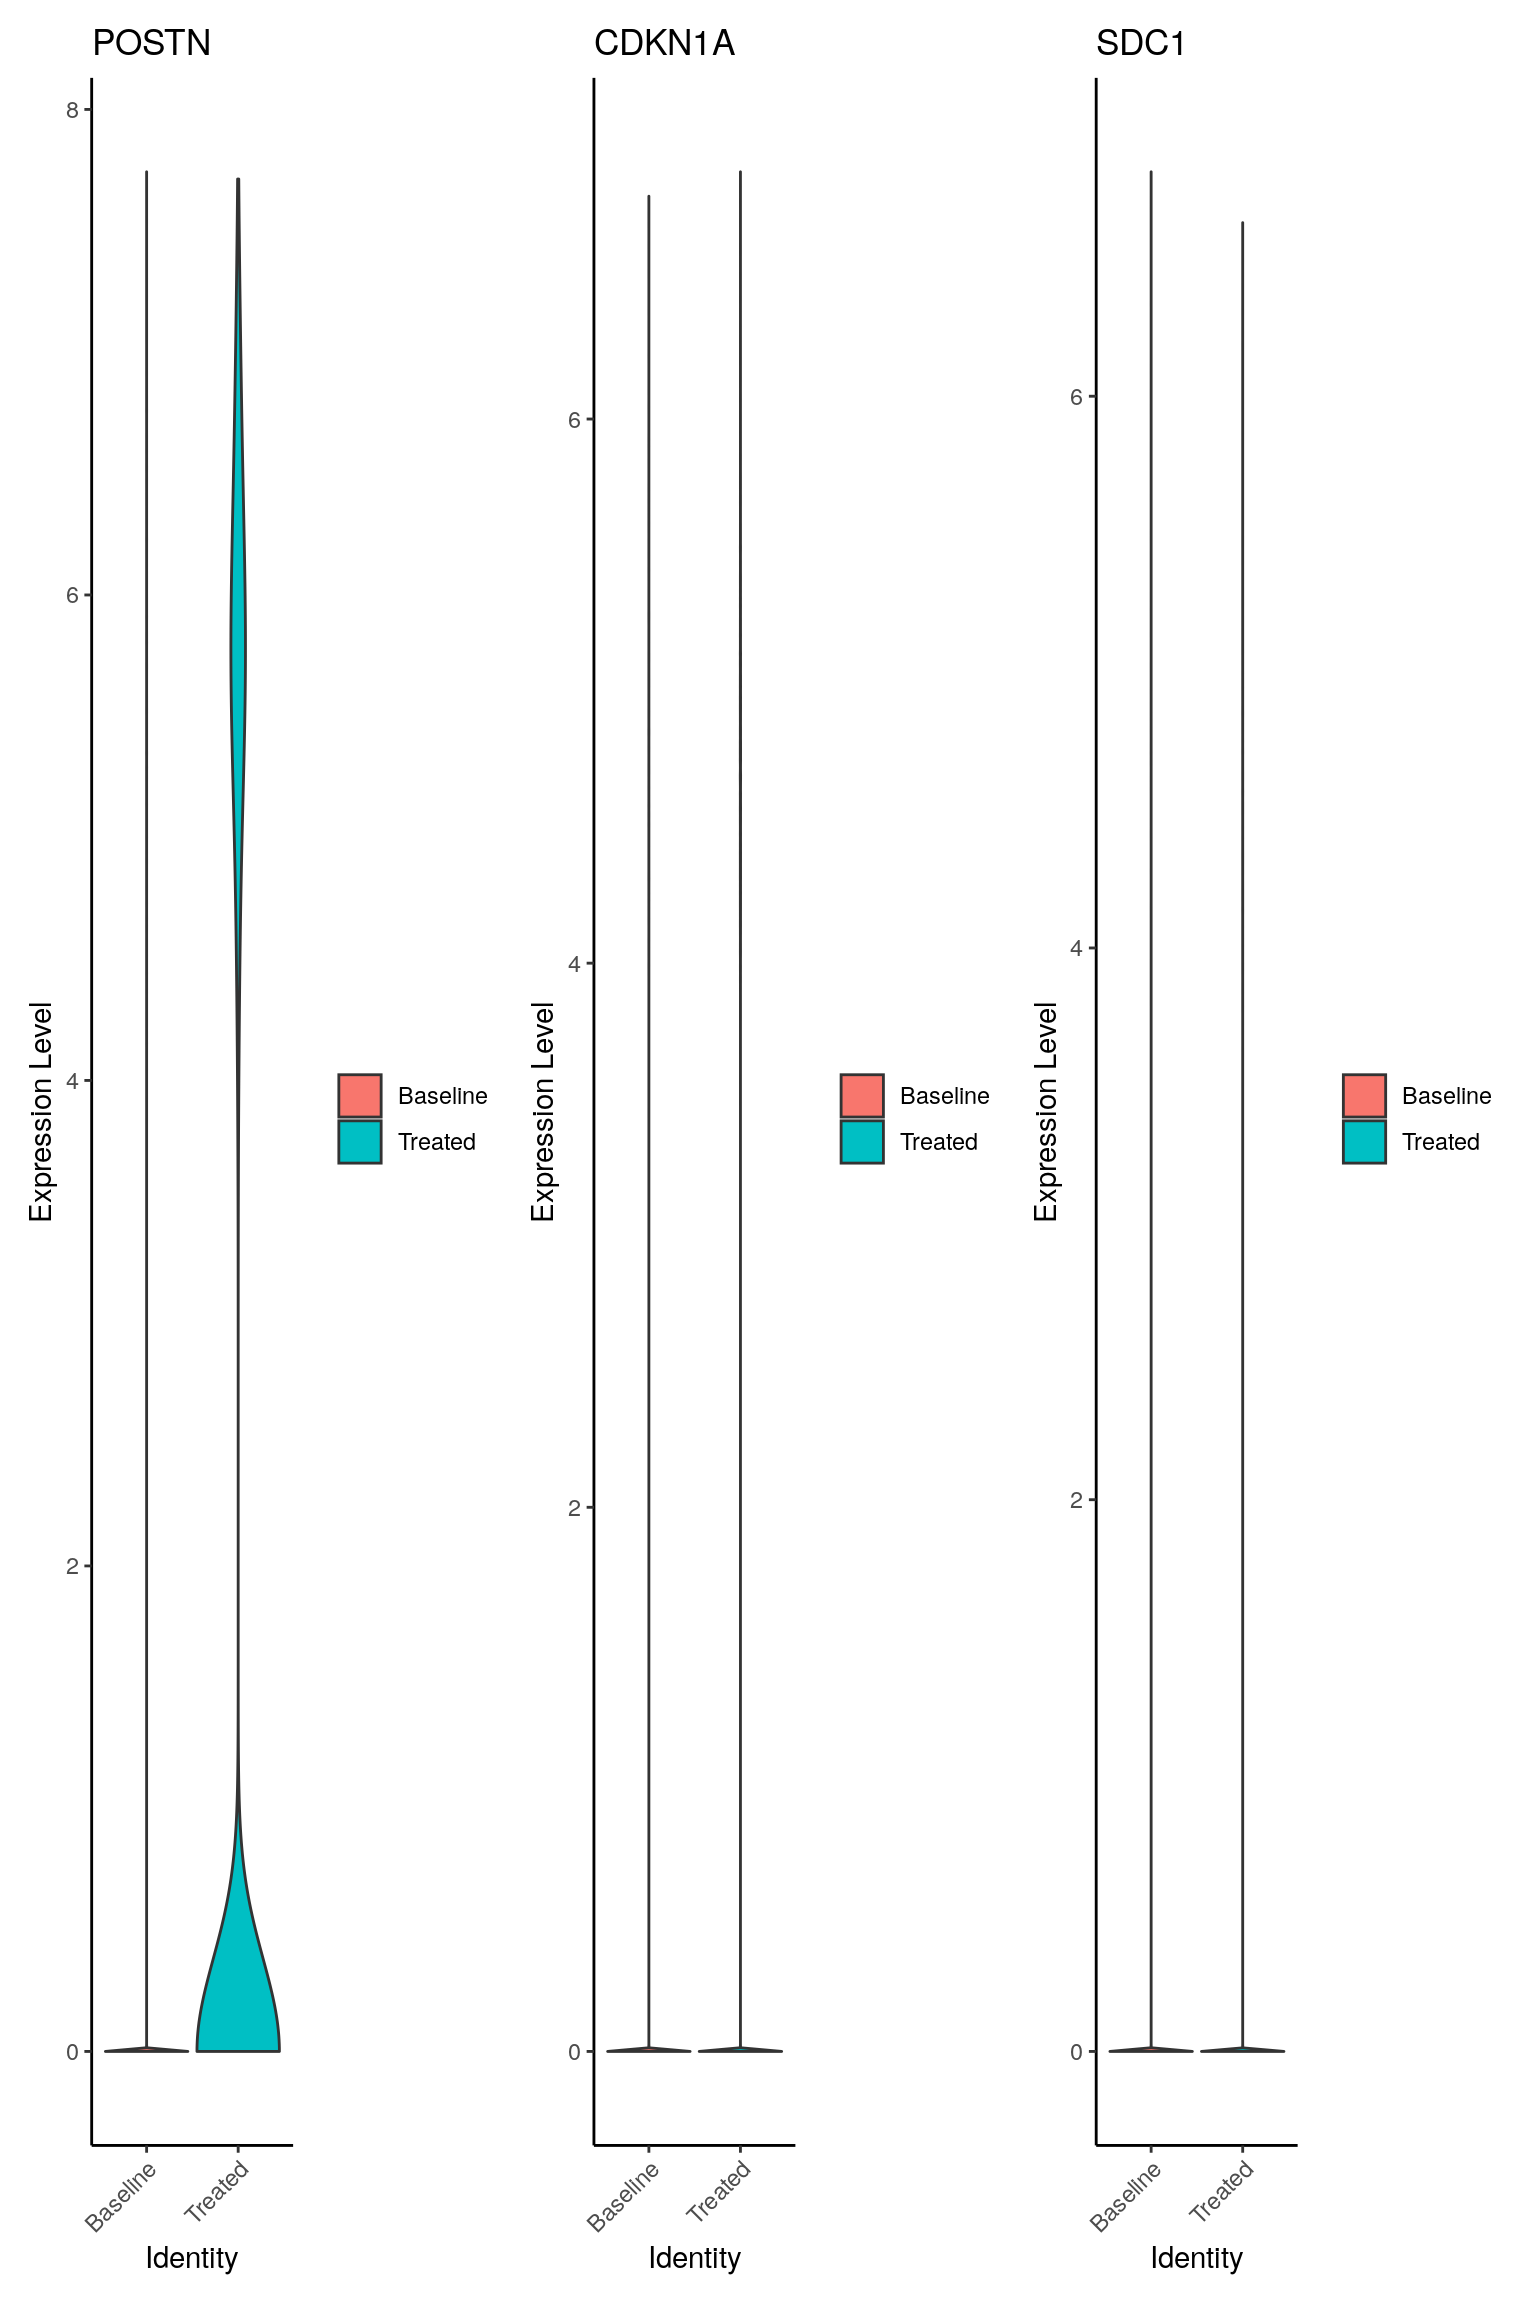 POSTN
8
6
4
2
0
Expression Level
Baseline
Treated
Identity
Baseline
Treated
CDKN1A
6
4
2
0
Expression Level
Baseline
Treated
Identity
Baseline
Treated
SDC1
6
4
2
0
Expression Level
Baseline
Treated
Identity
Baseline
Treated